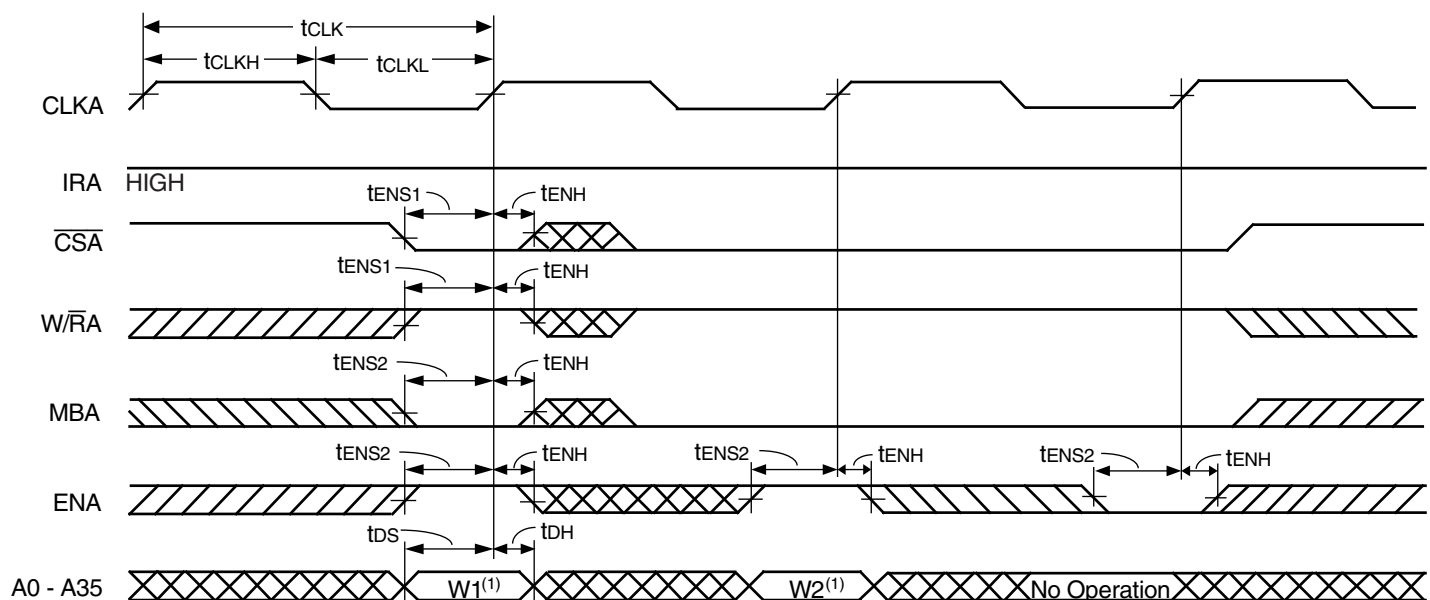 tCLK
tCLKH
tCLKL
CLKA
IRA HIGH
tENS1 tENH
CSA
tENS1 tENH
W/RA
tENS2 tENH
MBA
tENS2 tENH tENS2 tENH tENS2 tENH
ENA
tDS tDH
A0 - A35 W1(1) W2(1) No Operation